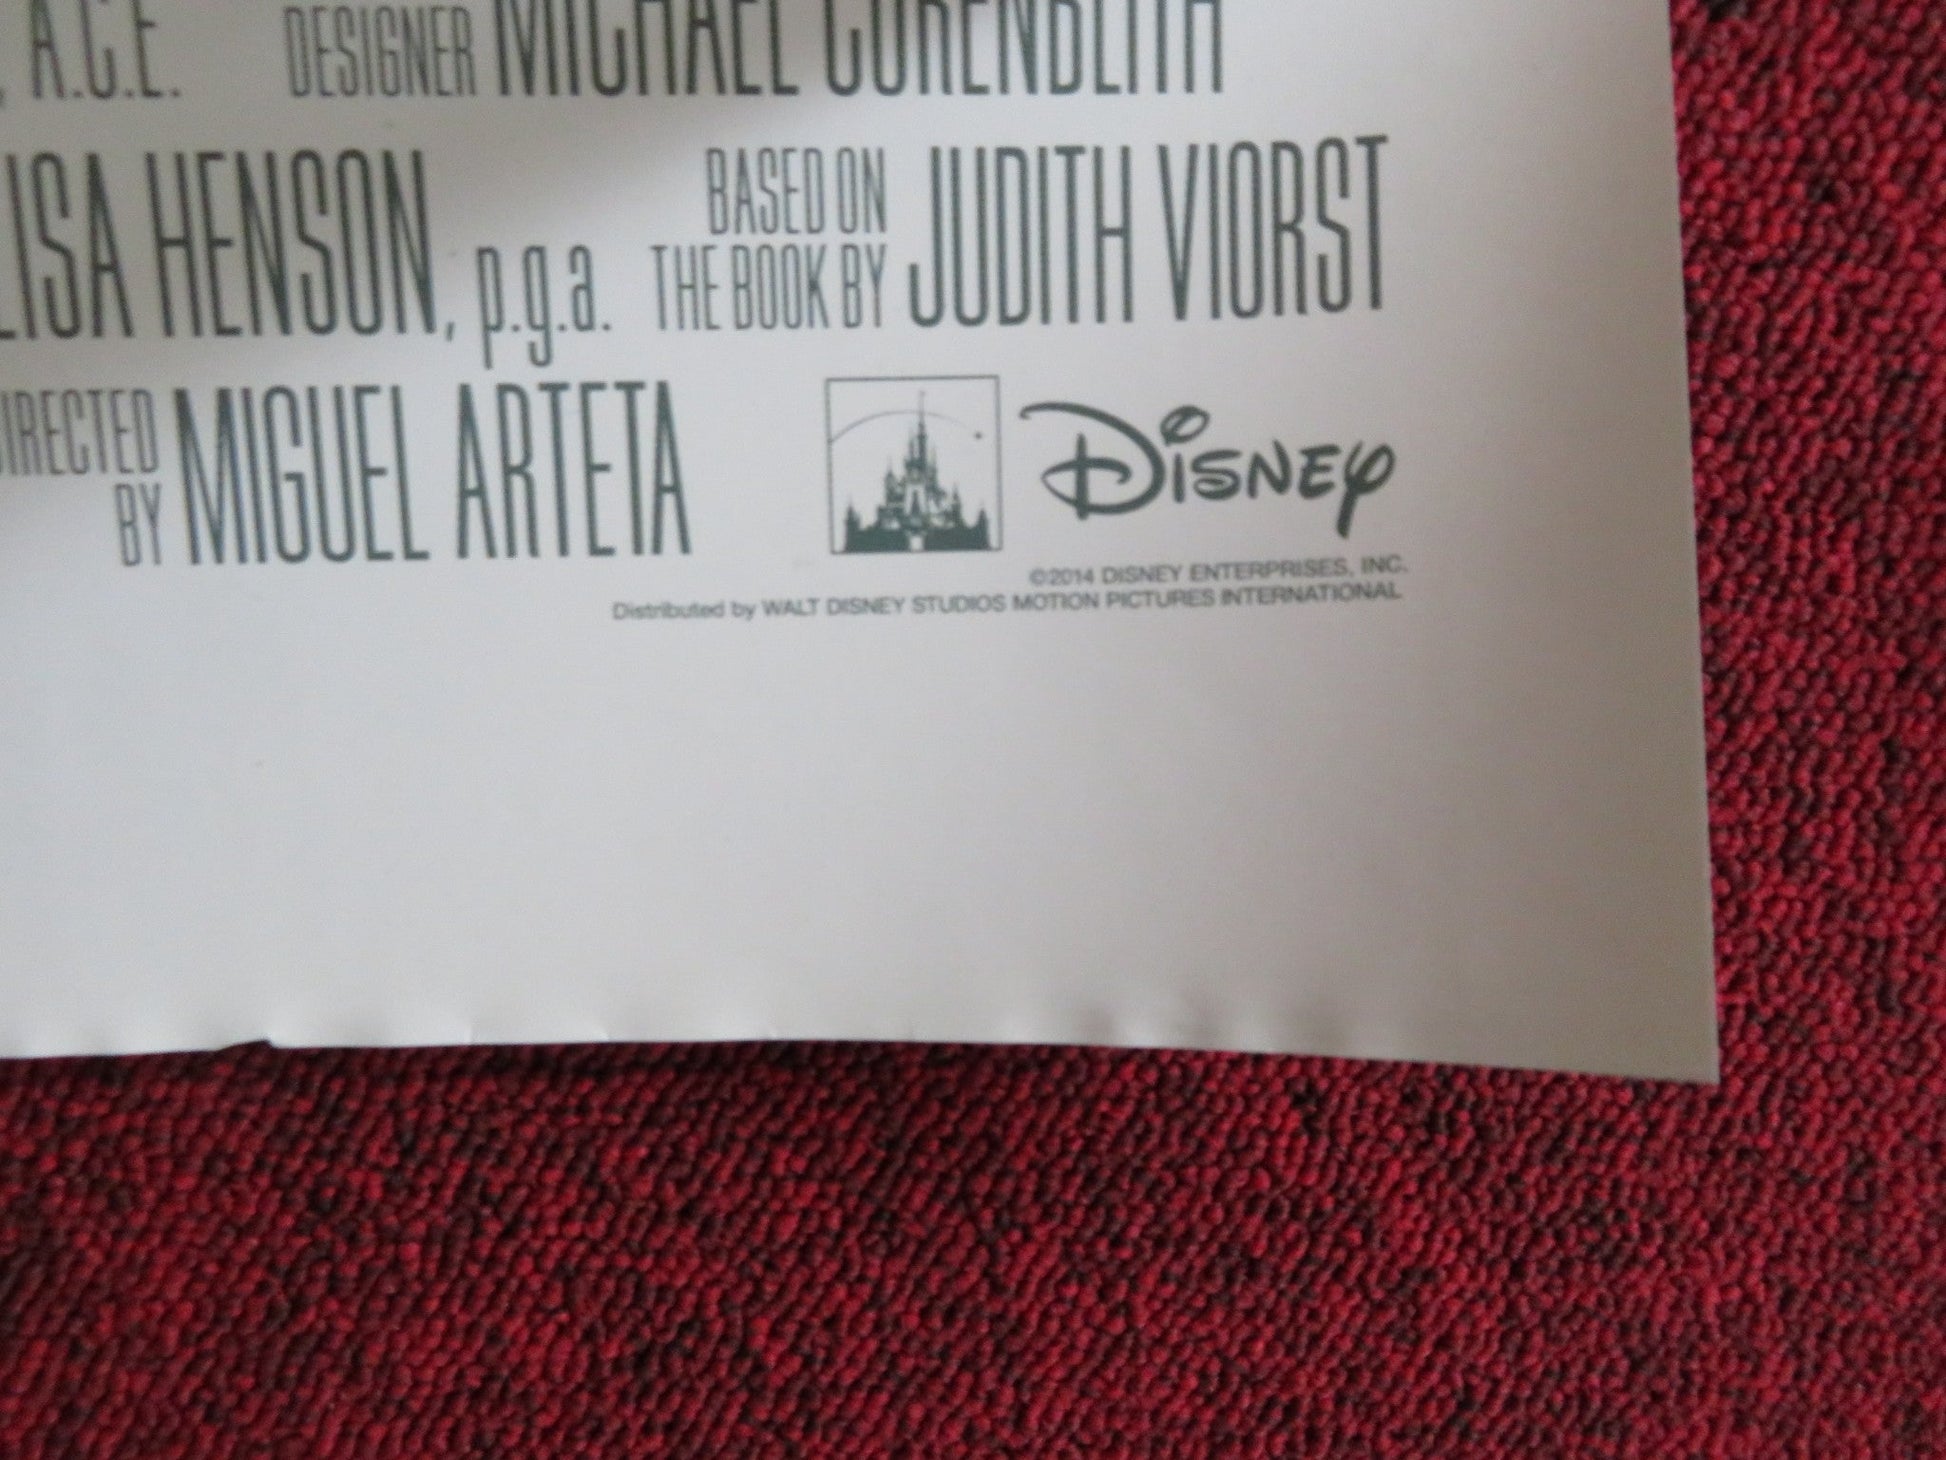 , A.C.E. DESIGNER MICHAEL CORENBLITH
LISA HENSON, p.g.a. BASED ON THE BOOK BY JUDITH VIORST
DIRECTED BY MIGUEL ARTETA DISNEY
©2014 DISNEY ENTERPRISES, INC.
Distributed by WALT DISNEY STUDIOS MOTION PICTURES INTERNATIONAL